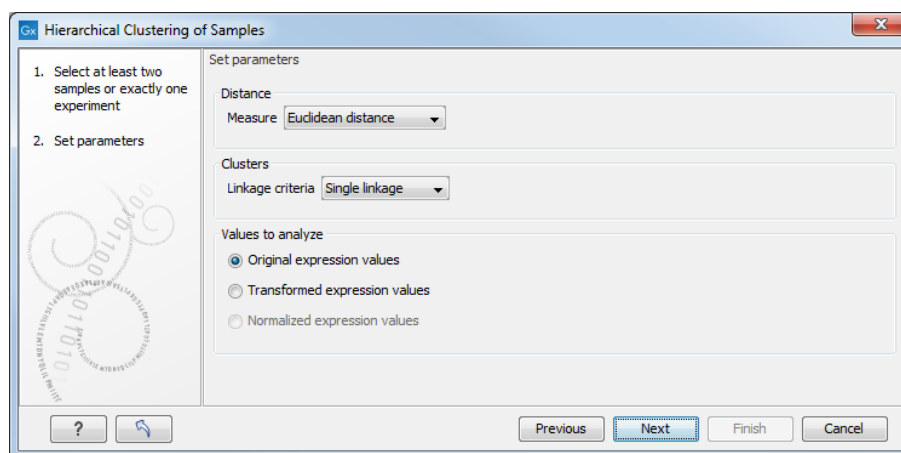 Gx Hierarchical Clustering of Samples
1. Select at least two
samples or exactly one
experiment
2. Set parameters
Set parameters
Distance
Measure Euclidean distance
Clusters
Linkage criteria Single linkage
Values to analyze
Original expression values
Transformed expression values
Normalized expression values
? Previous Next Finish Cancel